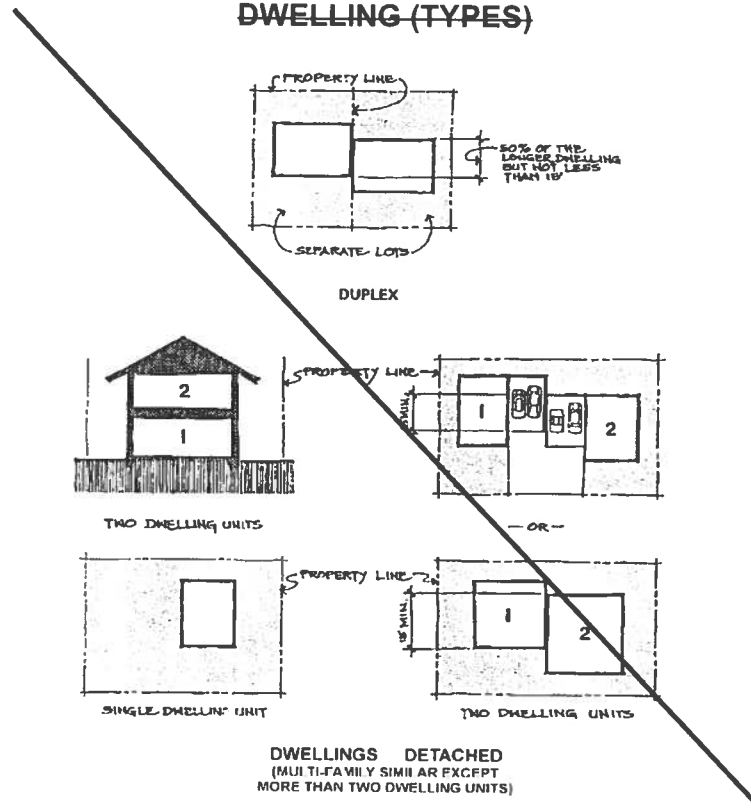 DWELLING (TYPES)
PROPERTY LINE
50% OF THE
LONGER DWELLING
BUT NOT LESS
THAN 18'
SEPARATE LOTS
DUPLEX
PROPERTY LINE
2
1
1
2
MIN.
TWO DWELLING UNITS
- OR -
PROPERTY LINE
18' MIN.
1
2
SINGLE DWELLIN' UNIT
TWO DWELLING UNITS
DWELLINGS DETACHED
(MULTI-FAMILY SIMILAR EXCEPT
MORE THAN TWO DWELLING UNITS)